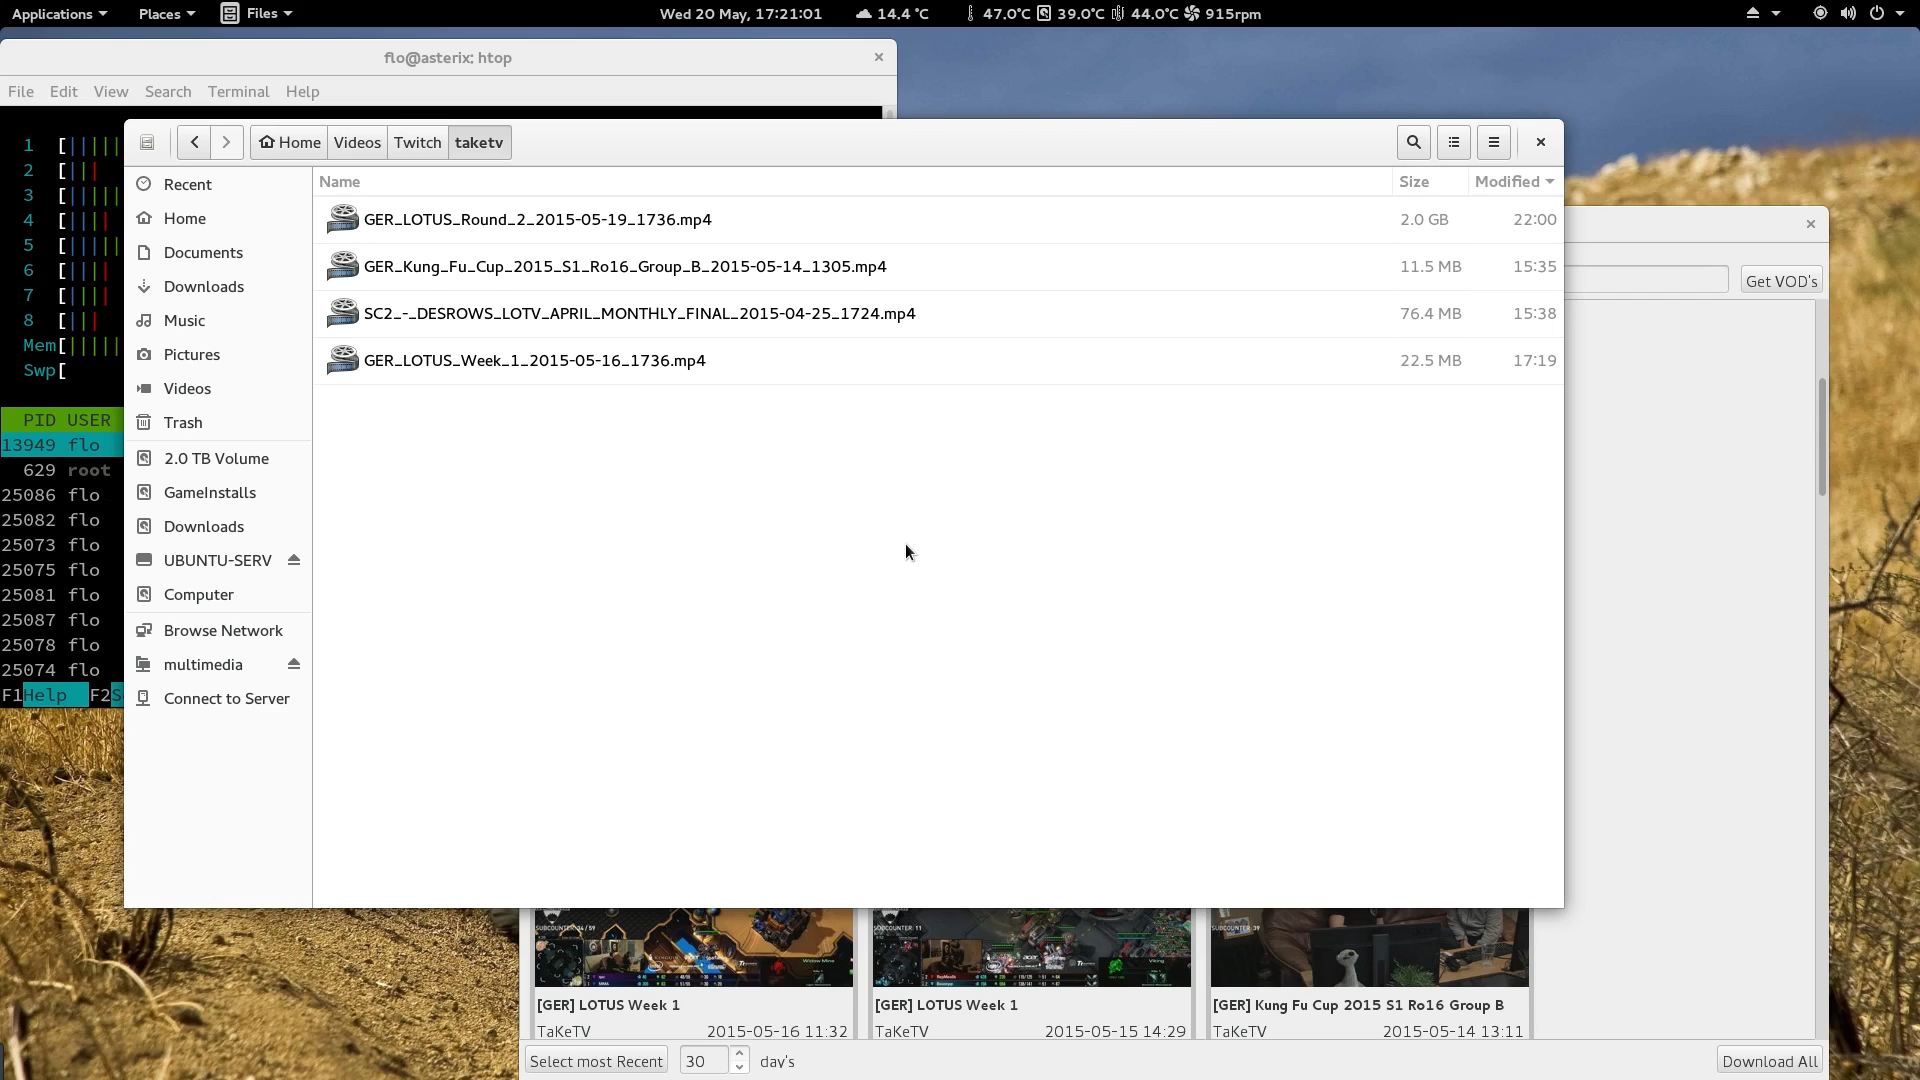 Applications Places Files Wed 20 May, 17:21:01 14.4 °C 47.0°C 39.0°C 44.0°C 915rpm
flo@asterix: htop
File Edit View Search Terminal Help
Home Videos Twitch taketv
Name Size Modified
GER_LOTUS_Round_2_2015-05-19_1736.mp4 2.0 GB 22:00
GER_Kung_Fu_Cup_2015_S1_Ro16_Group_B_2015-05-14_1305.mp4 11.5 MB 15:35
SC2_-_DESROWS_LOTV_APRIL_MONTHLY_FINAL_2015-04-25_1724.mp4 76.4 MB 15:38
GER_LOTUS_Week_1_2015-05-16_1736.mp4 22.5 MB 17:19
Recent
Home
Documents
Downloads
Music
Pictures
Videos
Trash
2.0 TB Volume
GameInstalls
Downloads
UBUNTU-SERV
Computer
Browse Network
multimedia
Connect to Server
1 [|||||
2 [|||
3 [|||||
4 [||||
5 [|||||
6 [||||
7 [||||
8 [|||
Mem[|||||
Swp[
PID USER
13949 flo
629 root
25086 flo
25082 flo
25073 flo
25075 flo
25081 flo
25087 flo
25078 flo
25074 flo
F1Help F2S
Get VOD's
SUBCOUNTER: 11
SUBCOUNTER: 39
[GER] LOTUS Week 1
TaKeTV 2015-05-16 11:32
[GER] LOTUS Week 1
TaKeTV 2015-05-15 14:29
[GER] Kung Fu Cup 2015 S1 Ro16 Group B
TaKeTV 2015-05-14 13:11
Select most Recent 30 day's Download All